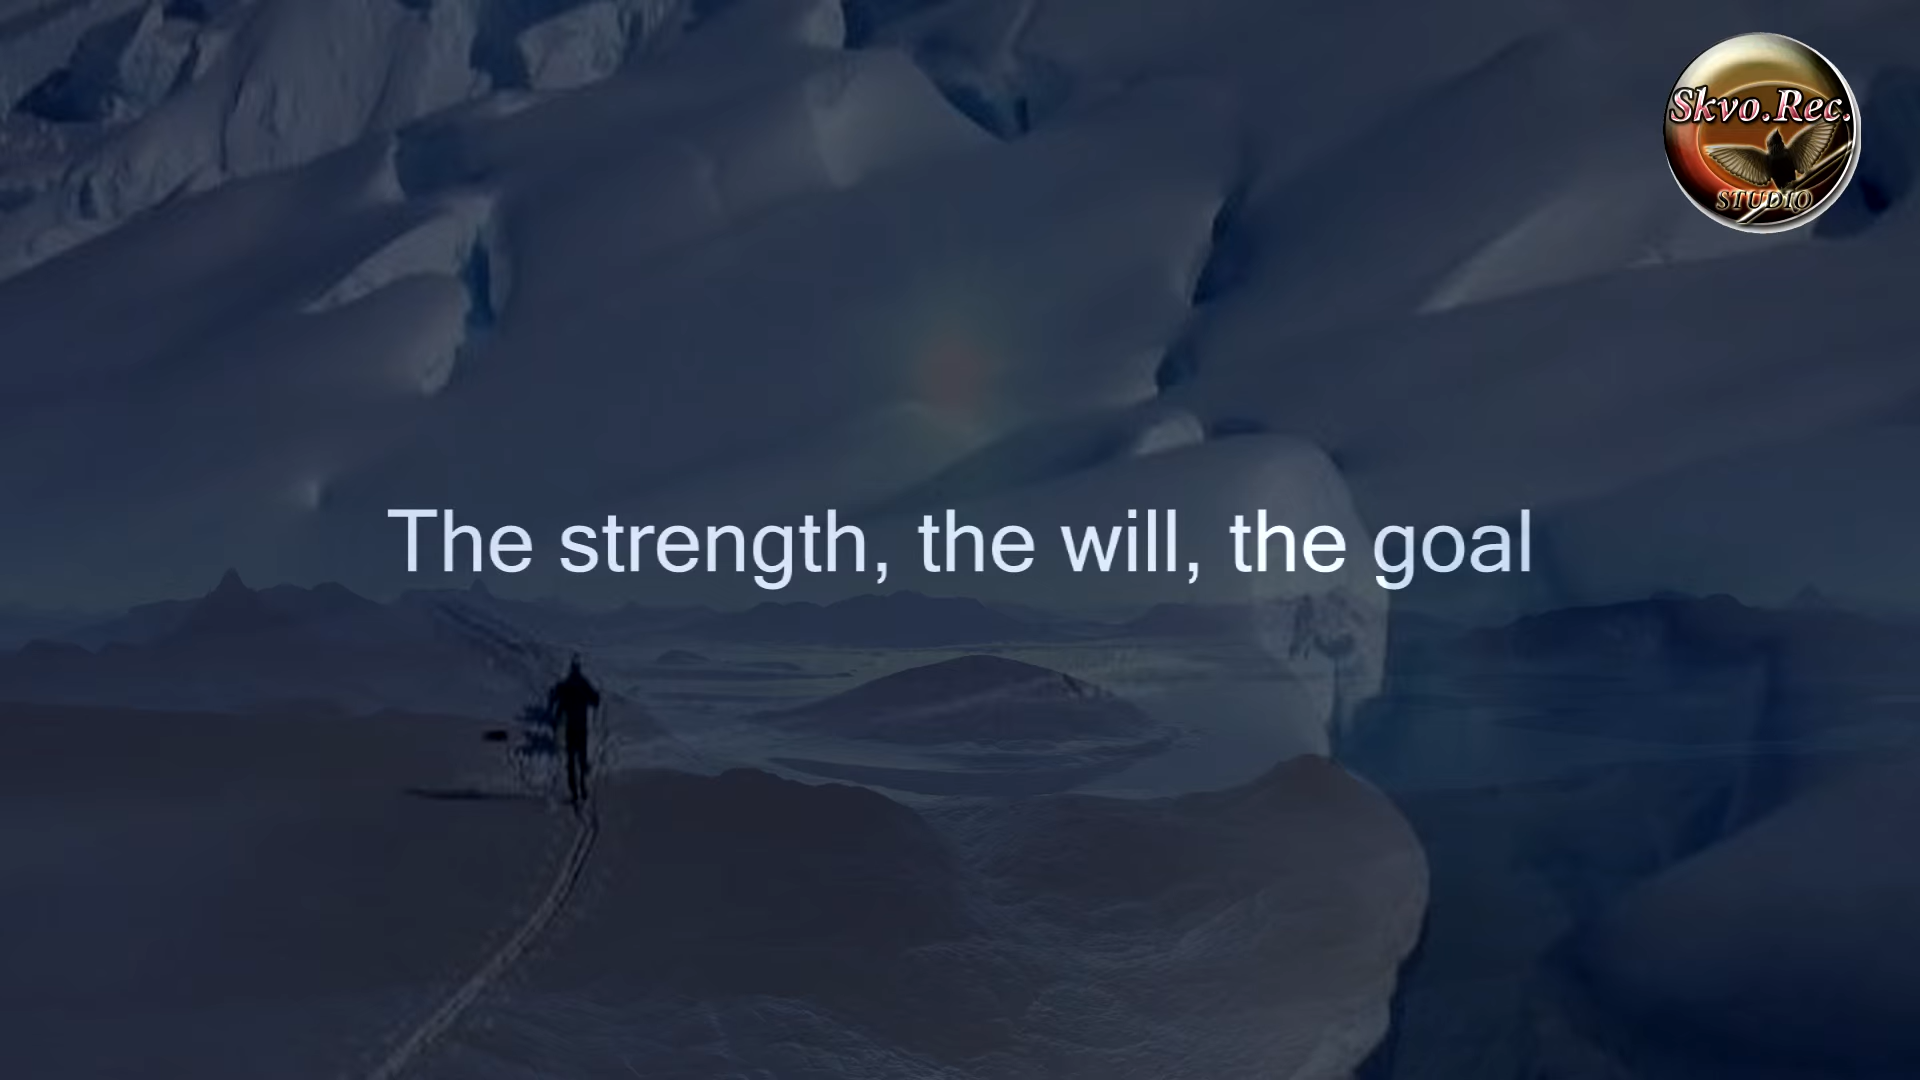 Skvo.Rec.
STUDIO
The strength, the will, the goal